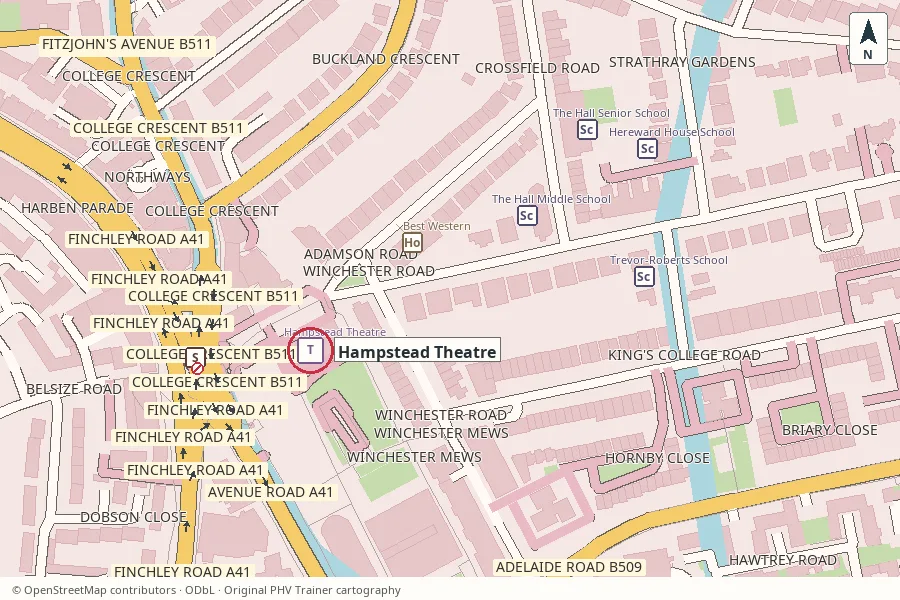 FITZJOHN'S AVENUE B511
N
BUCKLAND CRESCENT
STRATHRAY GARDENS
CROSSFIELD ROAD
COLLEGE CRESCENT
The Hall Senior School
Sc
COLLEGE CRESCENT B511
Hereward House School
COLLEGE CRESCENT
Sc
NORTHWAYS
The Hall Middle School
HARBEN PARADE
COLLEGE CRESCENT
Sc
Best Western
FINCHLEY ROAD A41
Ho
ADAMSON ROAD
Trevor-Roberts School
WINCHESTER ROAD
Sc
FINCHLEY ROAD A41
COLLEGE CRESCENT B511
FINCHLEY ROAD A41
Hampstead Theatre
T
Hampstead Theatre
COLLEGE CRESCENT B511
S
KING'S COLLEGE ROAD
COLLEGE CRESCENT B511
BELSIZE ROAD
FINCHLEY ROAD A41
WINCHESTER ROAD
BRIARY CLOSE
WINCHESTER MEWS
FINCHLEY ROAD A41
WINCHESTER MEWS
HORNBY CLOSE
FINCHLEY ROAD A41
AVENUE ROAD A41
DOBSON CLOSE
HAWTREY ROAD
ADELAIDE ROAD B509
FINCHLEY ROAD A41
© OpenStreetMap contributors · ODbL · Original PHV Trainer cartography